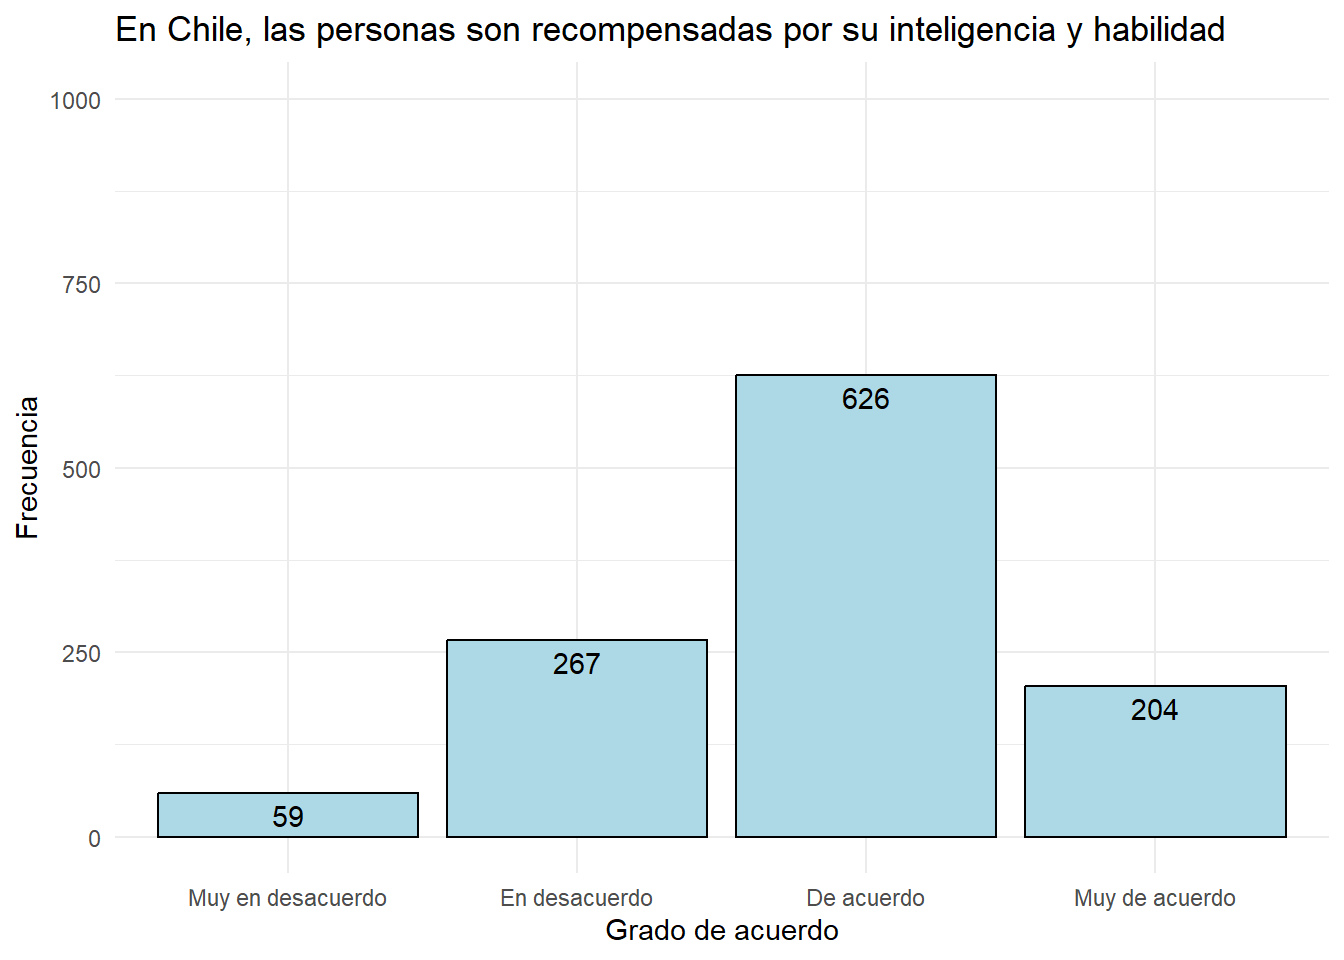 En Chile, las personas son recompensadas por su inteligencia y habilidad
1000
750
500
250
0
Frecuencia
59
267
626
204
Muy en desacuerdo
En desacuerdo
De acuerdo
Muy de acuerdo
Grado de acuerdo